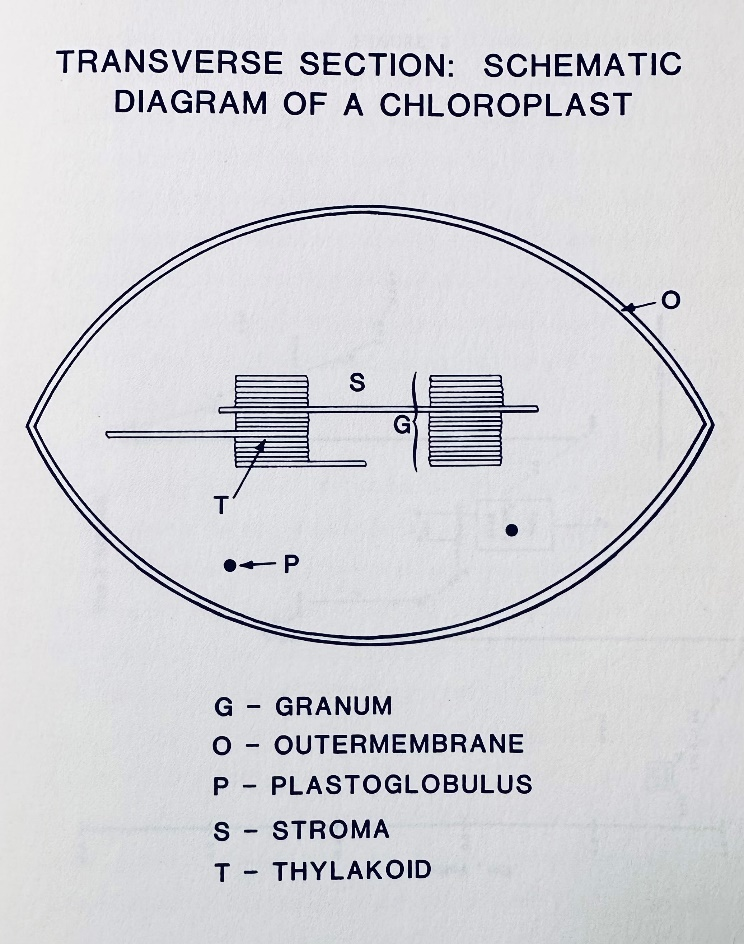 TRANSVERSE SECTION: SCHEMATIC
DIAGRAM OF A CHLOROPLAST
O
S
G
T
P
G – GRANUM
O – OUTERMEMBRANE
P – PLASTOGLOBULUS
S – STROMA
T – THYLAKOID